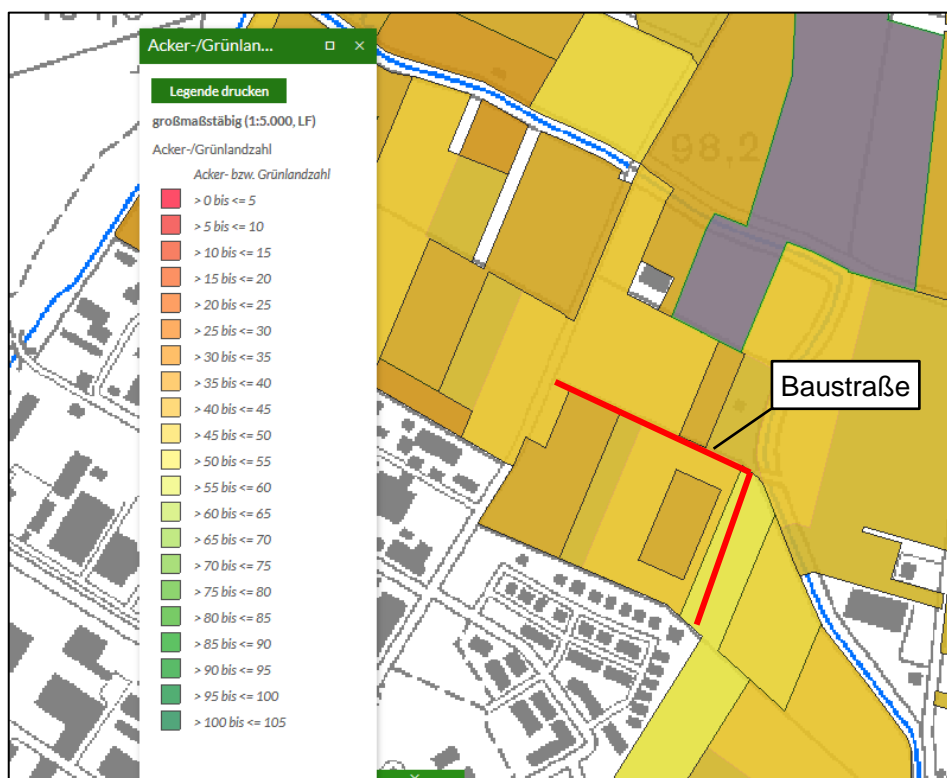 Acker-/Grünlan...
Legende drucken
großmaßstäbig (1:5.000, LF)
Acker-/Grünlandzahl
Acker- bzw. Grünlandzahl
> 0 bis <= 5
> 5 bis <= 10
> 10 bis <= 15
> 15 bis <= 20
> 20 bis <= 25
> 25 bis <= 30
> 30 bis <= 35
> 35 bis <= 40
> 40 bis <= 45
> 45 bis <= 50
> 50 bis <= 55
> 55 bis <= 60
> 60 bis <= 65
> 65 bis <= 70
> 70 bis <= 75
> 75 bis <= 80
> 80 bis <= 85
> 85 bis <= 90
> 90 bis <= 95
> 95 bis <= 100
> 100 bis <= 105
98,2
Baustraße